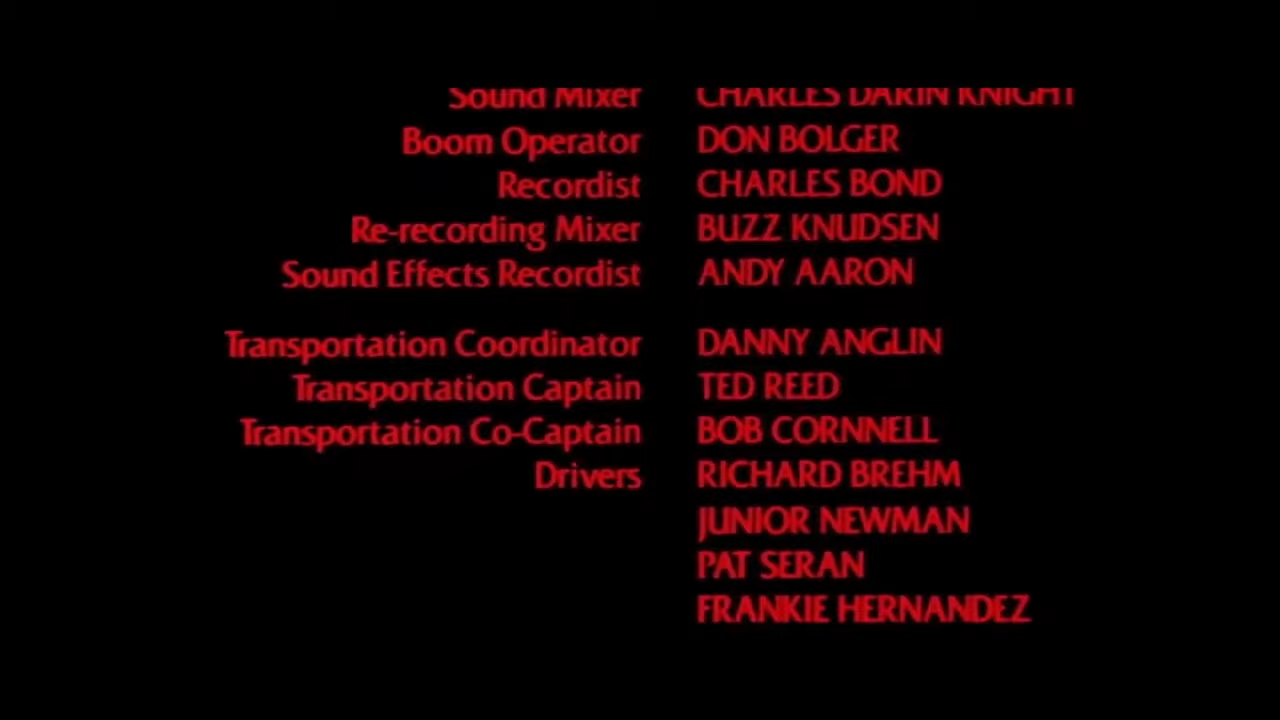 Sound Mixer CHARLES DARIN KNIGHT
Boom Operator DON BOLGER
Recordist CHARLES BOND
Re-recording Mixer BUZZ KNUDSEN
Sound Effects Recordist ANDY AARON
Transportation Coordinator DANNY ANGLIN
Transportation Captain TED REED
Transportation Co-Captain BOB CORNNELL
Drivers RICHARD BREHM
JUNIOR NEWMAN
PAT SERAN
FRANKIE HERNANDEZ